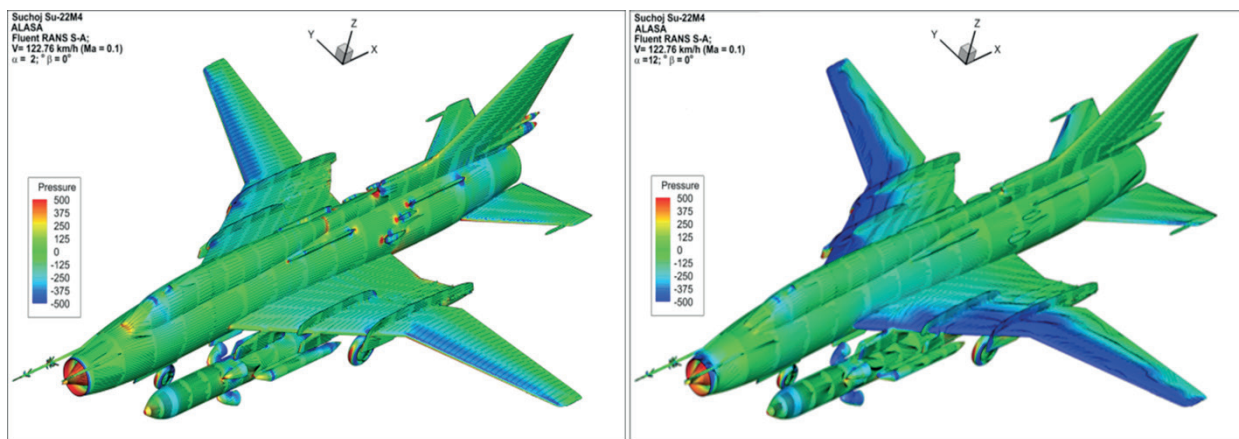 Suchoj Su-22M4
ALASA
Fluent RANS S-A;
V= 122.76 km/h (Ma = 0.1)
α = 2; ° β = 0°
Y
Z
X
Pressure
500
375
250
125
0
-125
-250
-375
-500
Suchoj Su-22M4
ALASA
Fluent RANS S-A;
V= 122.76 km/h (Ma = 0.1)
α =12; ° β = 0°
Y
Z
X
Pressure
500
375
250
125
0
-125
-250
-375
-500